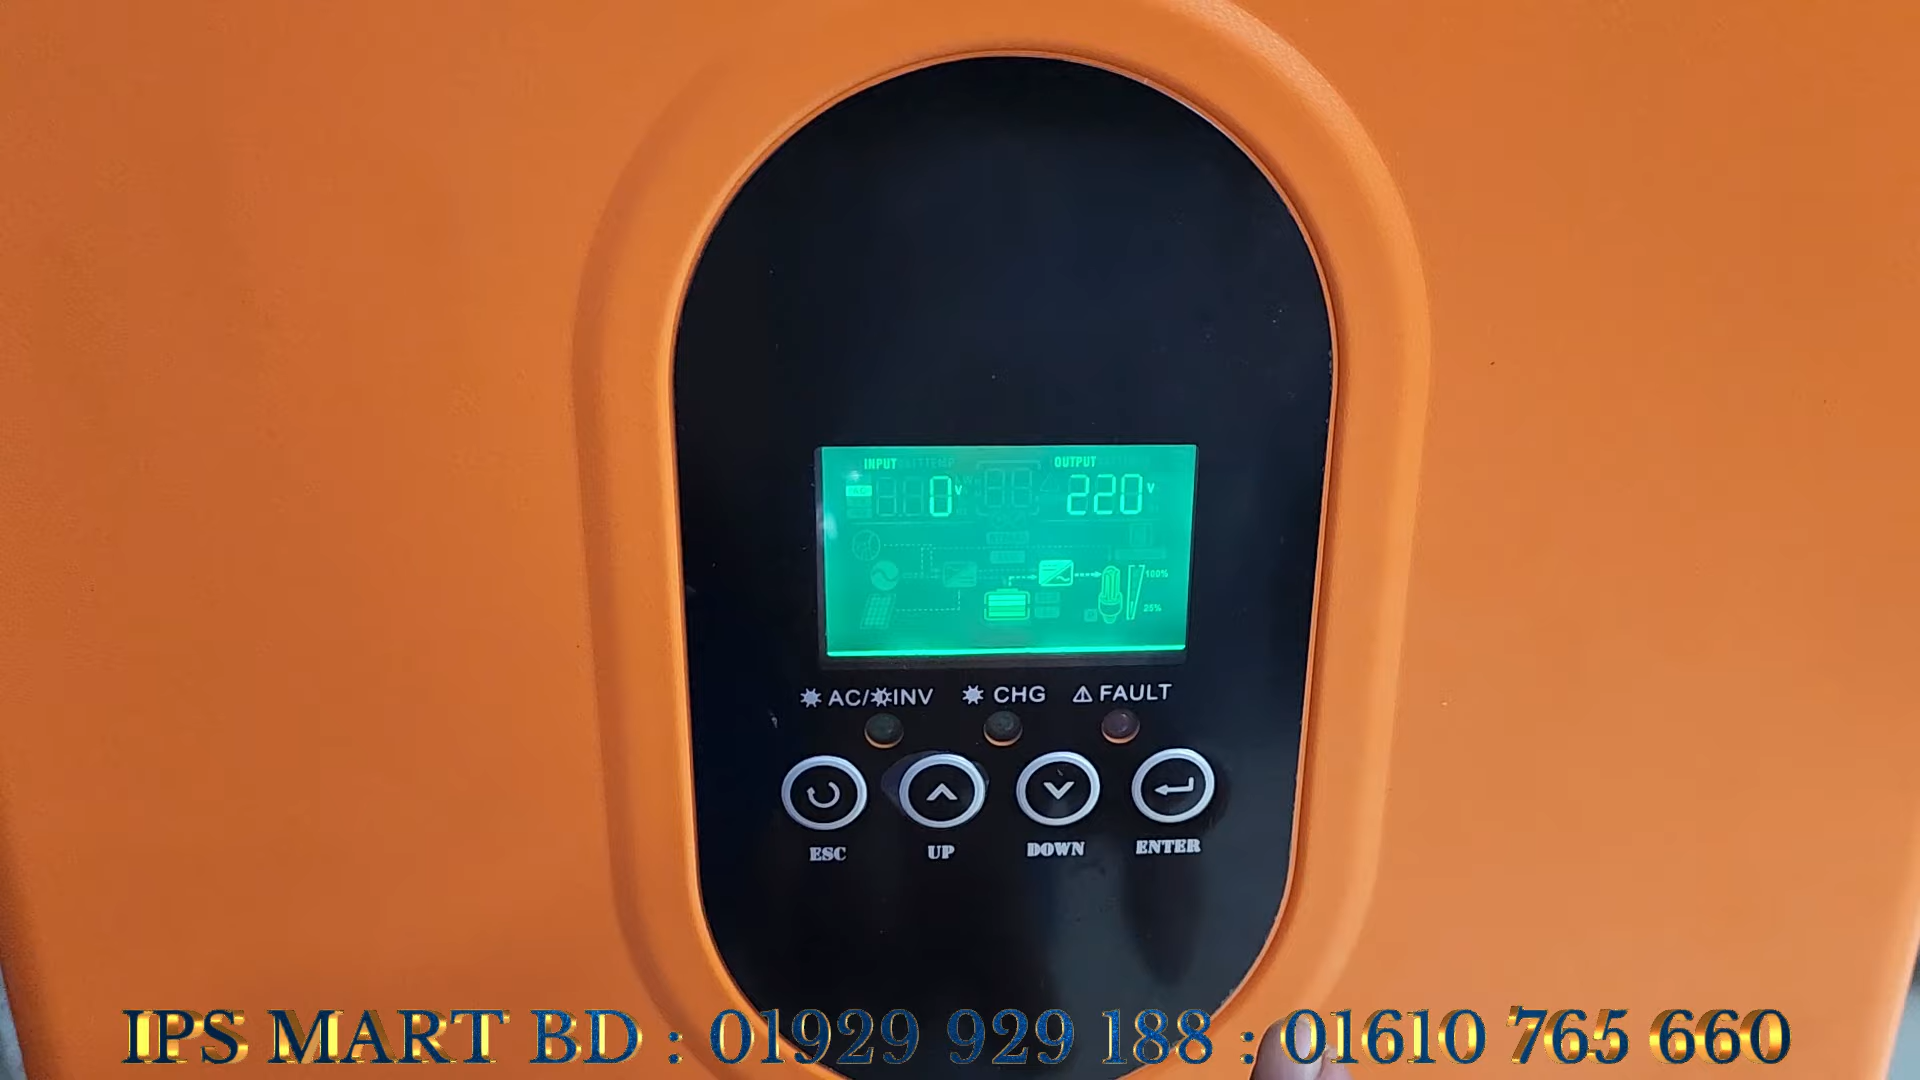 INPUT OUTPUT
AC 0V 220V
100%
25%
AC/INV CHG FAULT
ESC UP DOWN ENTER
IPS MART BD : 01929 929 188 : 01610 765 660